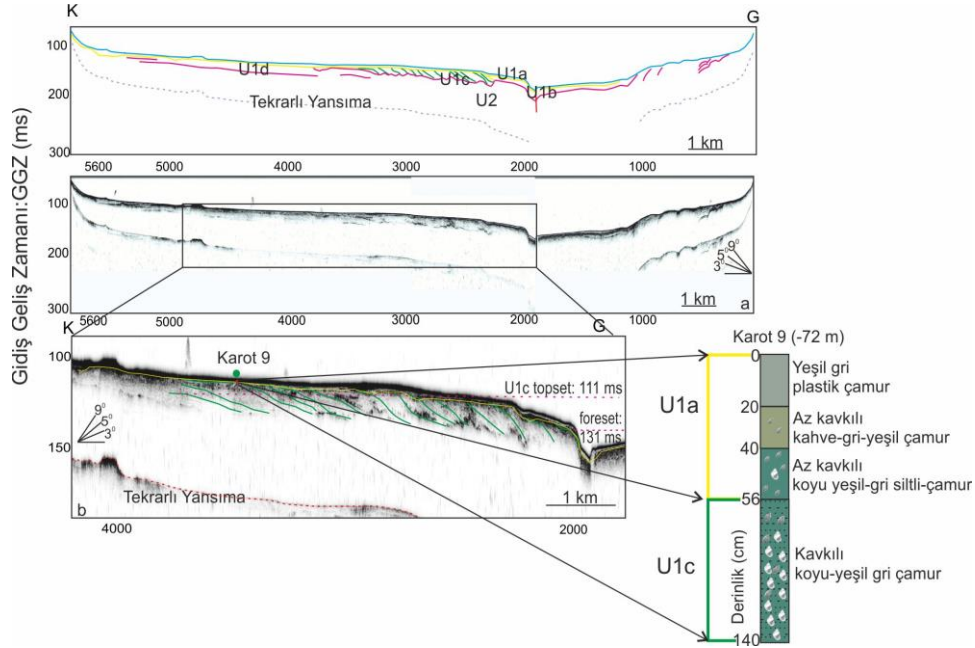 K
G
Gidiş Geliş Zamanı:GGZ (ms)
100
200
300
U1d
U1c
U1a
U1b
U2
Tekrarlı Yansıma
1 km
5600 5000 4000 3000 2000 1000
100
200
300
9°
5°
3°
1 km
a
5600 5000 4000 3000 2000 1000
K
G
100
150
Karot 9
U1c topset: 111 ms
foreset:
131 ms
9°
5°
3°
Tekrarlı Yansıma
1 km
b
4000 2000
Karot 9 (-72 m)
0
20
40
56
140
U1a
U1c
Derinlik (cm)
Yeşil gri
plastik çamur
Az kavkılı
kahve-gri-yeşil çamur
Az kavkılı
koyu yeşil-gri siltli-çamur
Kavkılı
koyu-yeşil gri çamur